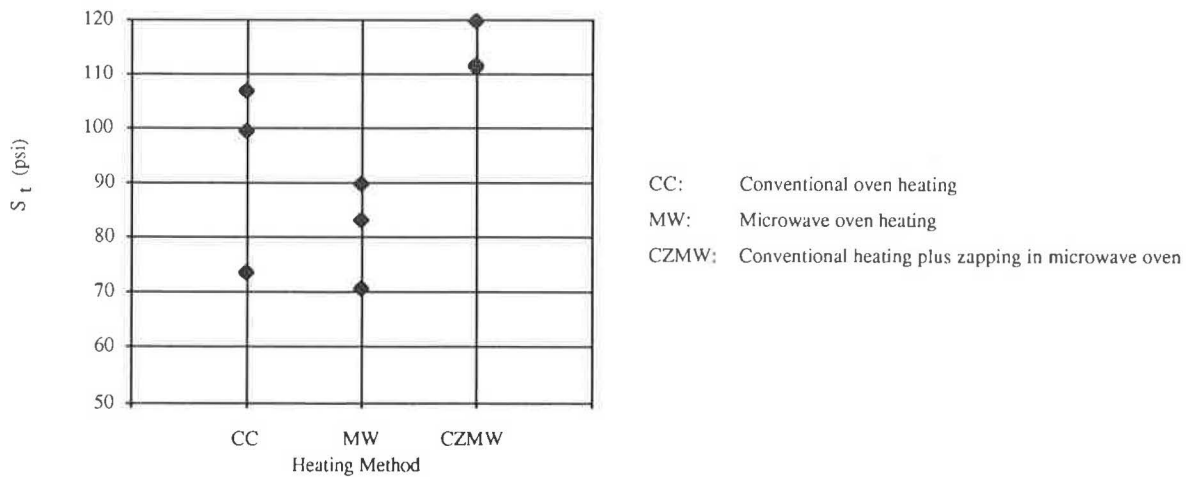 120
110
100
90
80
70
60
50
S t (psi)
CC MW CZMW
Heating Method
CC: Conventional oven heating
MW: Microwave oven heating
CZMW: Conventional heating plus zapping in microwave oven